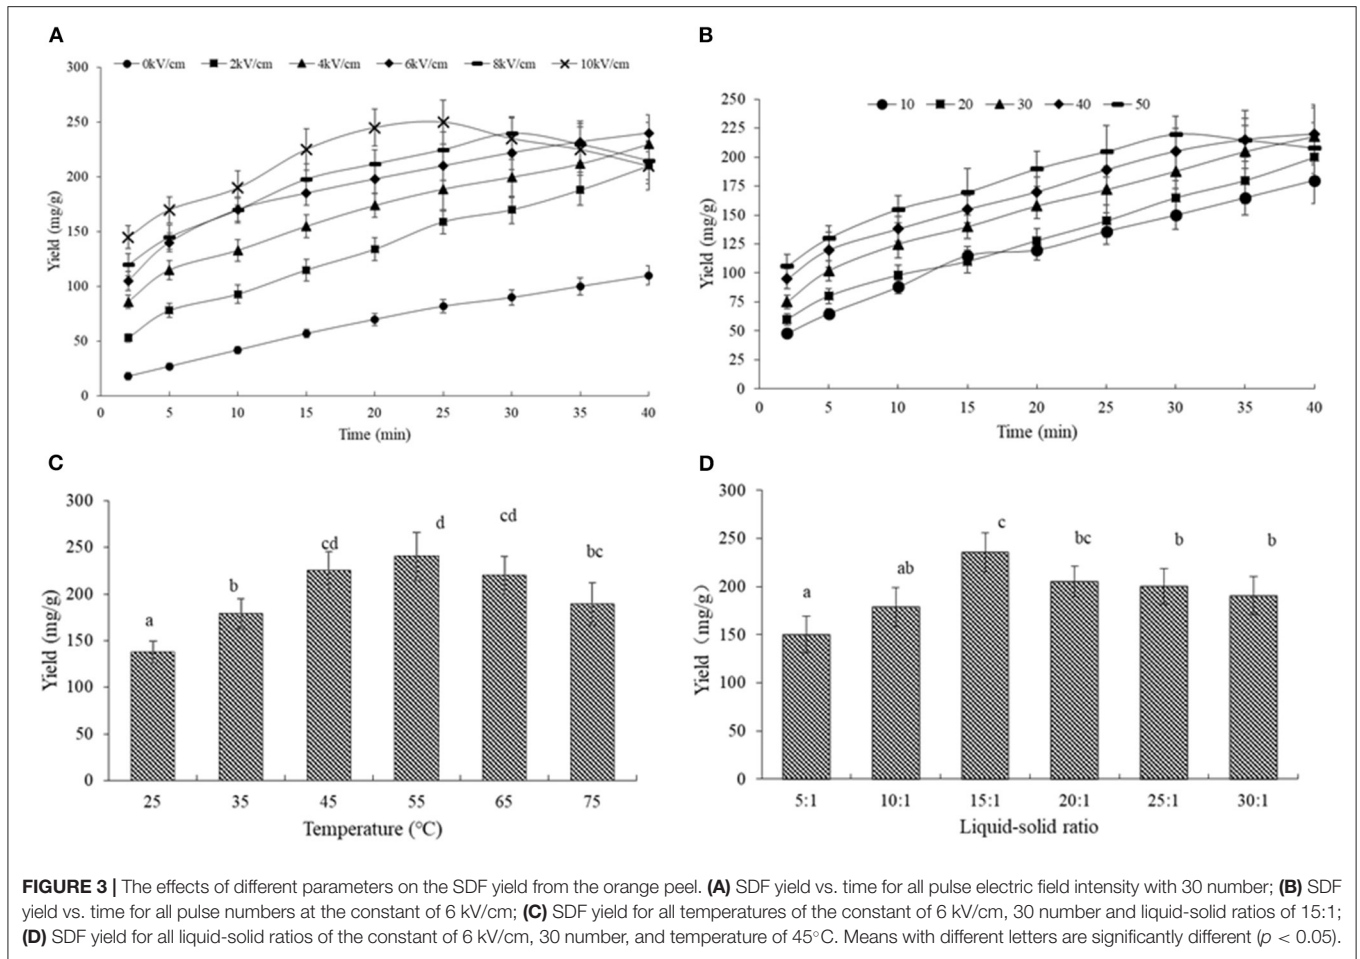 A
0kV/cm 2kV/cm 4kV/cm 6kV/cm 8kV/cm 10kV/cm
300
250
200
150
100
50
0
Yield (mg/g)
0 5 10 15 20 25 30 35 40
Time (min)
B
10 20 30 40 50
250
225
200
175
150
125
100
75
50
25
0
Yield (mg/g)
0 5 10 15 20 25 30 35 40
Time (min)
C
300
250
200
150
100
50
0
Yield (mg/g)
a b cd d cd bc
25 35 45 55 65 75
Temperature (℃)
D
300
250
200
150
100
50
0
Yield (mg/g)
a ab c bc b b
5:1 10:1 15:1 20:1 25:1 30:1
Liquid-solid ratio
FIGURE 3 | The effects of different parameters on the SDF yield from the orange peel. (A) SDF yield vs. time for all pulse electric field intensity with 30 number; (B) SDF
yield vs. time for all pulse numbers at the constant of 6 kV/cm; (C) SDF yield for all temperatures of the constant of 6 kV/cm, 30 number and liquid-solid ratios of 15:1;
(D) SDF yield for all liquid-solid ratios of the constant of 6 kV/cm, 30 number, and temperature of 45°C. Means with different letters are significantly different (p < 0.05).